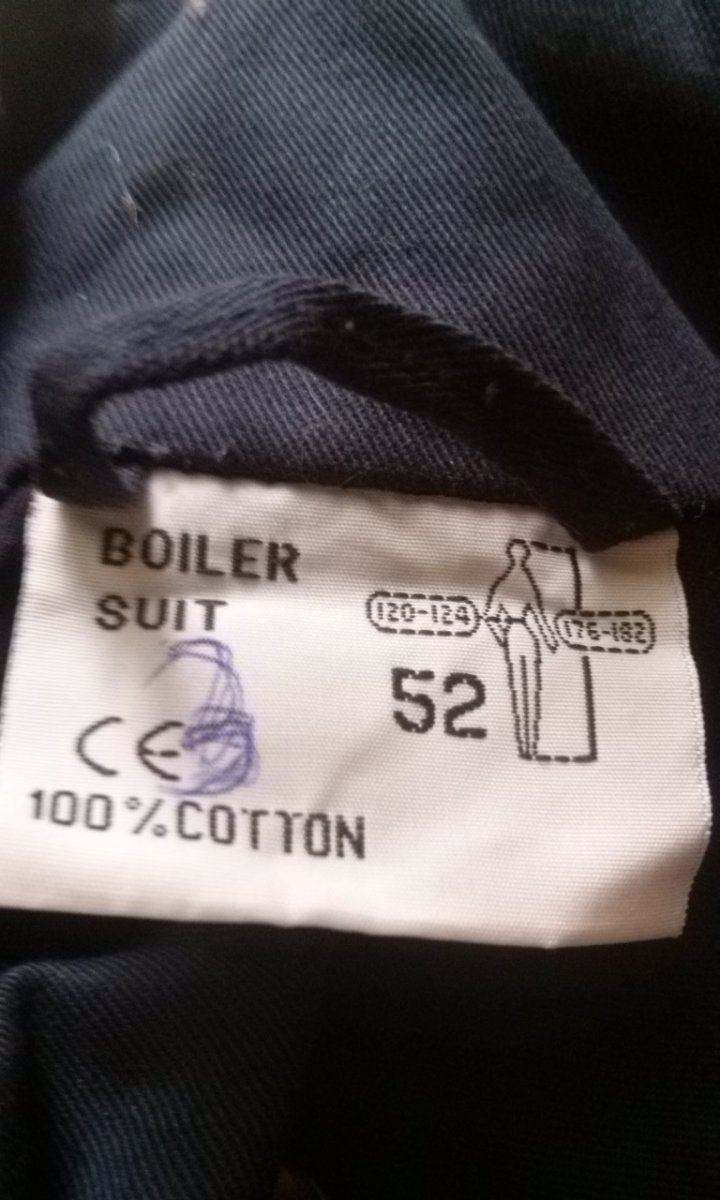 BOILER
SUIT
120-124
176-182
52
CE
100% COTTON